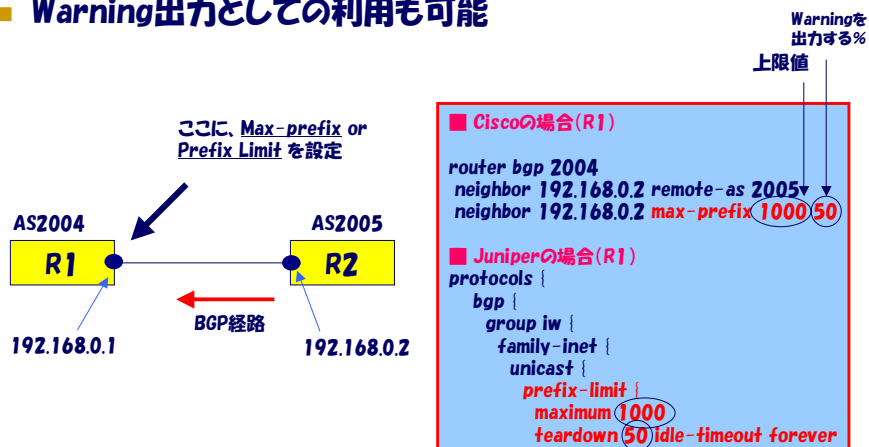 Warning出力としての利用も可能
Warningを
出力する%
上限値
ここに、Max-prefix or
Prefix Limit を設定
AS2004
AS2005
R1
R2
BGP経路
192.168.0.1
192.168.0.2
■ Ciscoの場合(R1)
router bgp 2004
neighbor 192.168.0.2 remote-as 2005
neighbor 192.168.0.2 max-prefix 1000 50
■ Juniperの場合(R1)
protocols {
bgp {
group iw {
family-inet {
unicast {
prefix-limit {
maximum 1000
teardown 50 idle-timeout forever